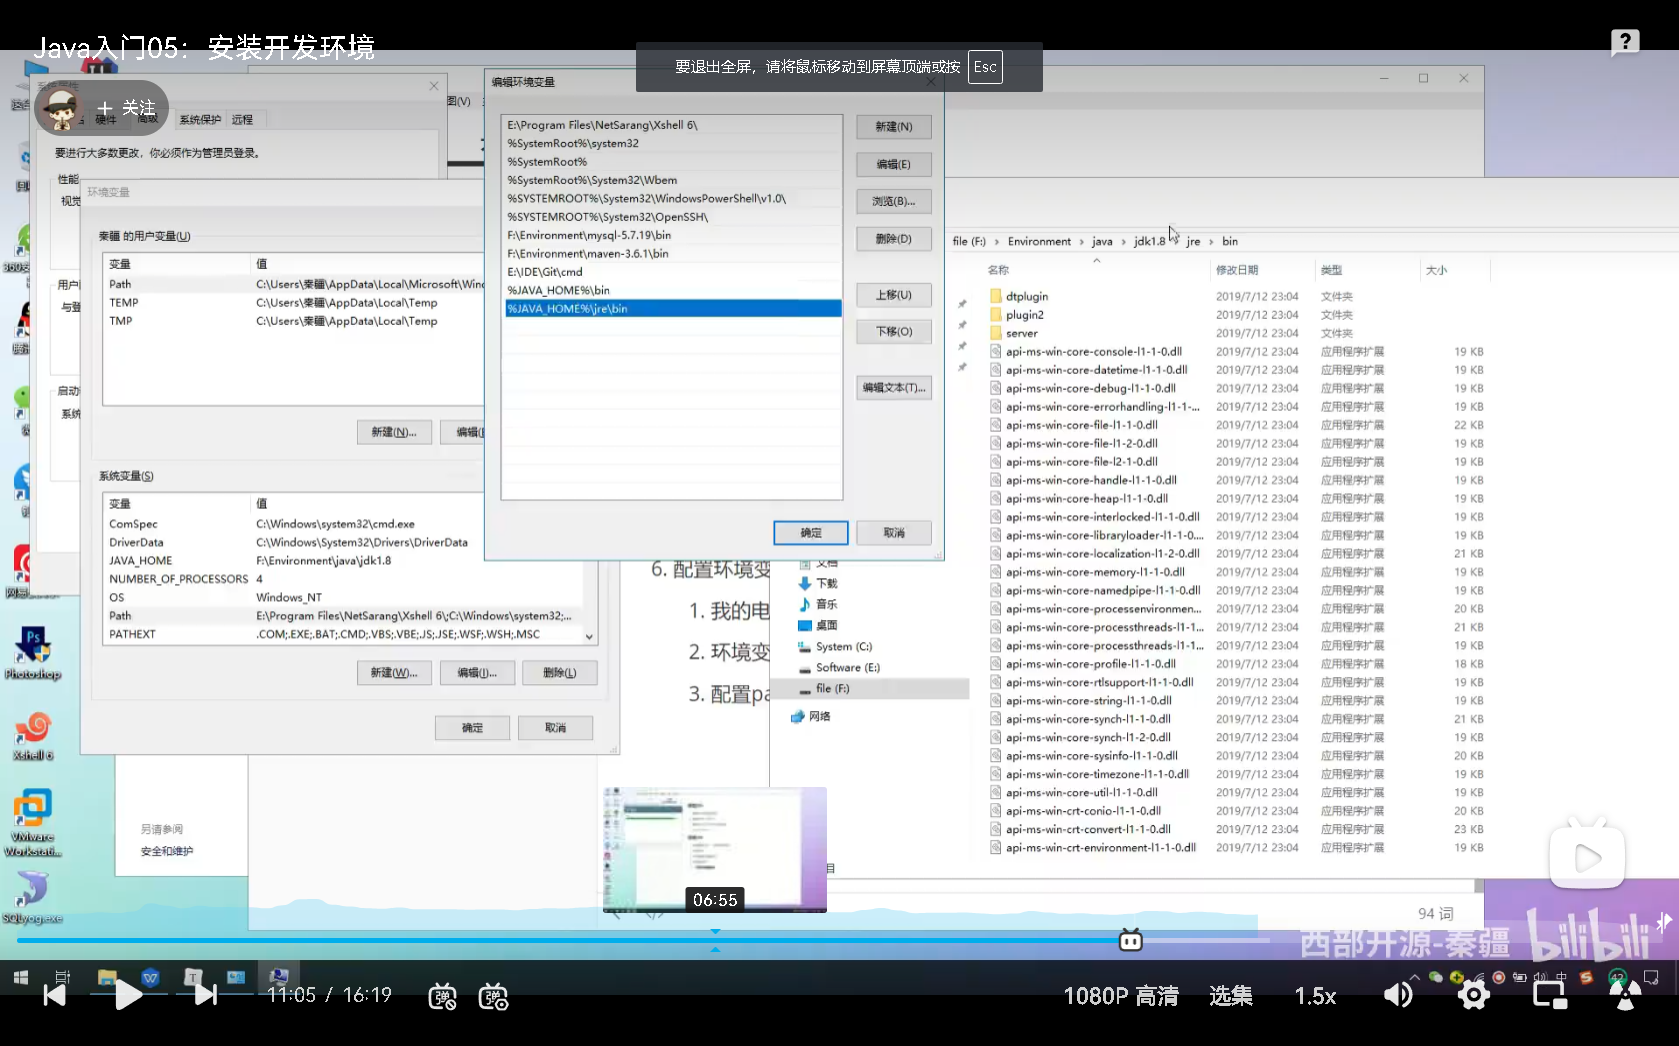 Java入门05：安装开发环境
要退出全屏，请将鼠标移动到屏幕顶端或按 Esc
+ 关注
硬件
高级
系统保护
远程
要进行大多数更改，你必须作为管理员登录。
性能
视觉
用户
与登
启动
系统
环境变量
秦疆 的用户变量(U)
变量 值
Path C:\Users\秦疆\AppData\Local\Microsoft\Wind
TEMP C:\Users\秦疆\AppData\Local\Temp
TMP C:\Users\秦疆\AppData\Local\Temp
新建(N)...
编辑(E
系统变量(S)
变量 值
ComSpec C:\Windows\system32\cmd.exe
DriverData C:\Windows\System32\Drivers\DriverData
JAVA_HOME F:\Environment\java\jdk1.8
NUMBER_OF_PROCESSORS 4
OS Windows_NT
Path E:\Program Files\NetSarang\Xshell 6\;C:\Windows\system32;...
PATHEXT .COM;.EXE;.BAT;.CMD;.VBS;.VBE;.JS;.JSE;.WSF;.WSH;.MSC
新建(W)...
编辑(I)...
删除(L)
确定
取消
图(V)
编辑环境变量
E:\Program Files\NetSarang\Xshell 6\
%SystemRoot%\system32
%SystemRoot%
%SystemRoot%\System32\Wbem
%SYSTEMROOT%\System32\WindowsPowerShell\v1.0\
%SYSTEMROOT%\System32\OpenSSH\
F:\Environment\mysql-5.7.19\bin
F:\Environment\maven-3.6.1\bin
E:\IDE\Git\cmd
%JAVA_HOME%\bin
%JAVA_HOME%\jre\bin
新建(N)
编辑(E)
浏览(B)...
删除(D)
上移(U)
下移(O)
编辑文本(T)...
确定
取消
6. 配置环境变
1. 我的电
2. 环境变
3. 配置pa
文档
下载
音乐
桌面
System (C:)
Software (E:)
file (F:)
网络
file (F:) › Environment › java › jdk1.8 › jre › bin
名称 修改日期 类型 大小
dtplugin 2019/7/12 23:04 文件夹
plugin2 2019/7/12 23:04 文件夹
server 2019/7/12 23:04 文件夹
api-ms-win-core-console-l1-1-0.dll 2019/7/12 23:04 应用程序扩展 19 KB
api-ms-win-core-datetime-l1-1-0.dll 2019/7/12 23:04 应用程序扩展 19 KB
api-ms-win-core-debug-l1-1-0.dll 2019/7/12 23:04 应用程序扩展 19 KB
api-ms-win-core-errorhandling-l1-1-... 2019/7/12 23:04 应用程序扩展 19 KB
api-ms-win-core-file-l1-1-0.dll 2019/7/12 23:04 应用程序扩展 22 KB
api-ms-win-core-file-l1-2-0.dll 2019/7/12 23:04 应用程序扩展 19 KB
api-ms-win-core-file-l2-1-0.dll 2019/7/12 23:04 应用程序扩展 19 KB
api-ms-win-core-handle-l1-1-0.dll 2019/7/12 23:04 应用程序扩展 19 KB
api-ms-win-core-heap-l1-1-0.dll 2019/7/12 23:04 应用程序扩展 19 KB
api-ms-win-core-interlocked-l1-1-0.dll 2019/7/12 23:04 应用程序扩展 19 KB
api-ms-win-core-libraryloader-l1-1-0.... 2019/7/12 23:04 应用程序扩展 19 KB
api-ms-win-core-localization-l1-2-0.dll 2019/7/12 23:04 应用程序扩展 21 KB
api-ms-win-core-memory-l1-1-0.dll 2019/7/12 23:04 应用程序扩展 19 KB
api-ms-win-core-namedpipe-l1-1-0.dll 2019/7/12 23:04 应用程序扩展 19 KB
api-ms-win-core-processenvironmen... 2019/7/12 23:04 应用程序扩展 20 KB
api-ms-win-core-processthreads-l1-1... 2019/7/12 23:04 应用程序扩展 21 KB
api-ms-win-core-processthreads-l1-1... 2019/7/12 23:04 应用程序扩展 19 KB
api-ms-win-core-profile-l1-1-0.dll 2019/7/12 23:04 应用程序扩展 18 KB
api-ms-win-core-rtlsupport-l1-1-0.dll 2019/7/12 23:04 应用程序扩展 19 KB
api-ms-win-core-string-l1-1-0.dll 2019/7/12 23:04 应用程序扩展 19 KB
api-ms-win-core-synch-l1-1-0.dll 2019/7/12 23:04 应用程序扩展 21 KB
api-ms-win-core-synch-l1-2-0.dll 2019/7/12 23:04 应用程序扩展 19 KB
api-ms-win-core-sysinfo-l1-1-0.dll 2019/7/12 23:04 应用程序扩展 20 KB
api-ms-win-core-timezone-l1-1-0.dll 2019/7/12 23:04 应用程序扩展 19 KB
api-ms-win-core-util-l1-1-0.dll 2019/7/12 23:04 应用程序扩展 19 KB
api-ms-win-crt-conio-l1-1-0.dll 2019/7/12 23:04 应用程序扩展 20 KB
api-ms-win-crt-convert-l1-1-0.dll 2019/7/12 23:04 应用程序扩展 23 KB
api-ms-win-crt-environment-l1-1-0.dll 2019/7/12 23:04 应用程序扩展 19 KB
Photoshop
Xshell 6
VMware
Workstati...
SQLyog.exe
另请参阅
安全和维护
06:55
94 词
西部开源-秦疆 bilibili
11:05 / 16:19
1080P 高清
选集
1.5x
中
42